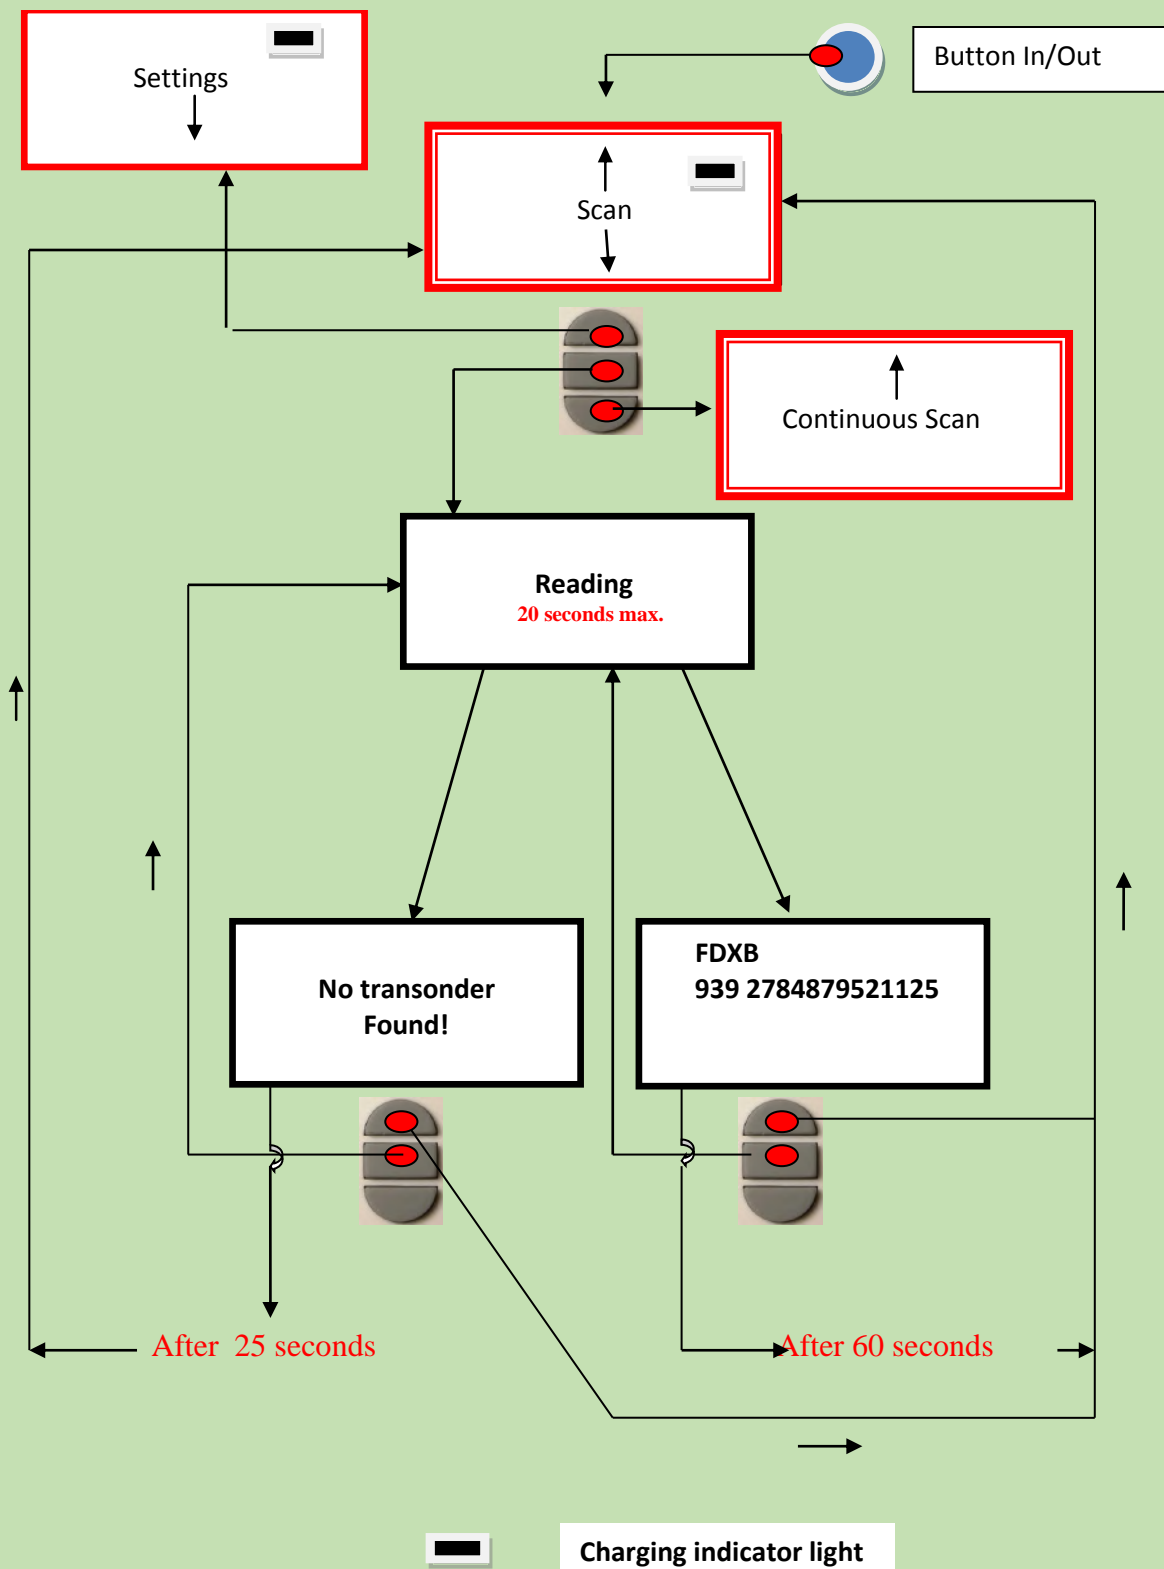 Settings
Button In/Out
Scan
Continuous Scan
Reading
20 seconds max.
No transonder
Found!
FDXB
939 2784879521125
After 25 seconds
After 60 seconds
Charging indicator light